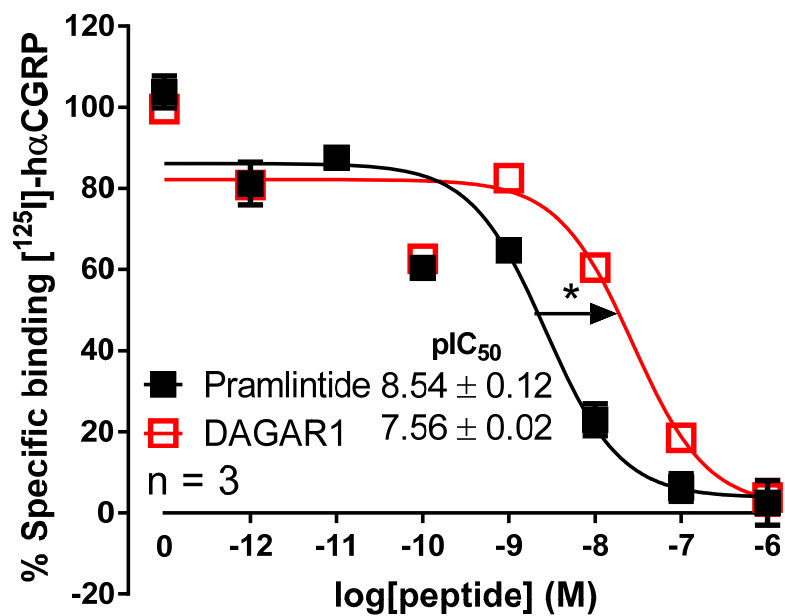 % Specific binding [¹²⁵I]-hαCGRP
120
100
80
60
40
20
0
-20
*
pIC₅₀
Pramlintide 8.54 ± 0.12
DAGAR1 7.56 ± 0.02
n = 3
0 -12 -11 -10 -9 -8 -7 -6
log[peptide] (M)